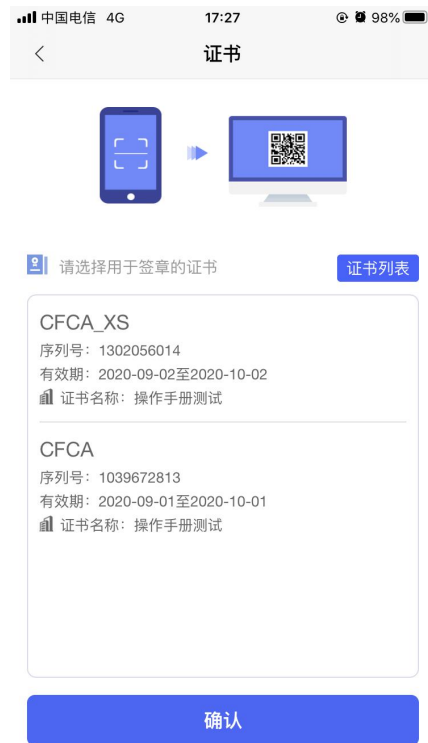 中国电信 4G 17:27 98%
证书
请选择用于签章的证书 证书列表
CFCA_XS
序列号：1302056014
有效期：2020-09-02至2020-10-02
证书名称：操作手册测试
CFCA
序列号：1039672813
有效期：2020-09-01至2020-10-01
证书名称：操作手册测试
确认